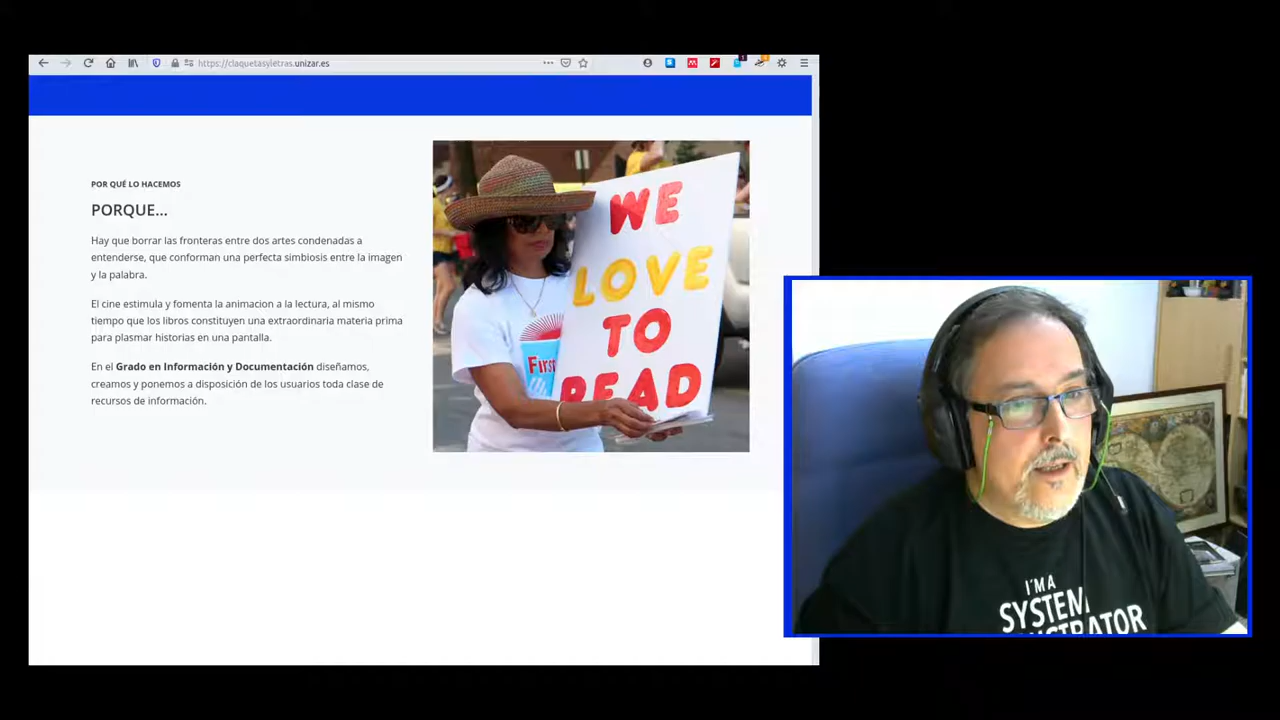 https://claquetasyletras.unizar.es
POR QUÉ LO HACEMOS
PORQUE...
Hay que borrar las fronteras entre dos artes condenadas a
entenderse, que conforman una perfecta simbiosis entre la imagen
y la palabra.
El cine estimula y fomenta la animacion a la lectura, al mismo
tiempo que los libros constituyen una extraordinaria materia prima
para plasmar historias en una pantalla.
En el Grado en Información y Documentación diseñamos,
creamos y ponemos a disposición de los usuarios toda clase de
recursos de información.
WE
LOVE
TO
READ
First
I'M A
SYSTEM